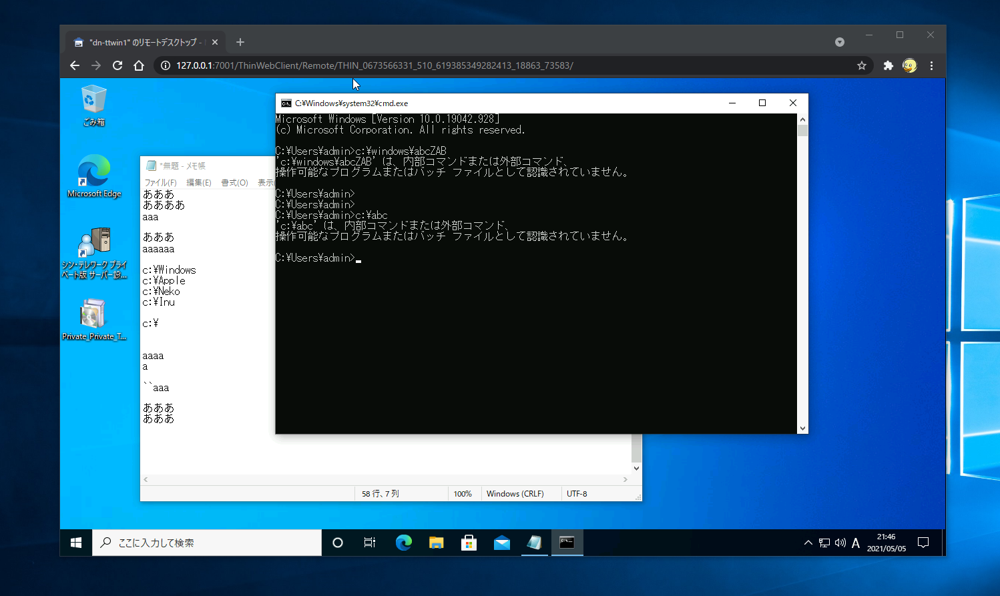 "dn-ttwin1" のリモートデスクトップ -
127.0.0.1:7001/ThinWebClient/Remote/THIN_0673566331_510_619385349282413_18863_73583/
ごみ箱
Microsoft Edge
シン・テレワーク プライ
ベート版 サーバー設...
Private_Private_T...
*無題 - メモ帳
ファイル(F) 編集(E) 書式(O) 表示(
あああ
ああああ
aaa
あああ
aaaaaa
c:¥Windows
c:¥Apple
c:¥Neko
c:¥Inu
c:¥
aaaa
a
``aaa
あああ
あああ
58 行、7 列 100% Windows (CRLF) UTF-8
C:¥Windows¥system32¥cmd.exe
Microsoft Windows [Version 10.0.19042.928]
(c) Microsoft Corporation. All rights reserved.
C:¥Users¥admin>c:¥windows¥abcZAB
'c:¥windows¥abcZAB' は、内部コマンドまたは外部コマンド、
操作可能なプログラムまたはバッチ ファイルとして認識されていません。
C:¥Users¥admin>
C:¥Users¥admin>
C:¥Users¥admin>c:¥abc
'c:¥abc' は、内部コマンドまたは外部コマンド、
操作可能なプログラムまたはバッチ ファイルとして認識されていません。
C:¥Users¥admin>
ここに入力して検索
A
21:46
2021/05/05